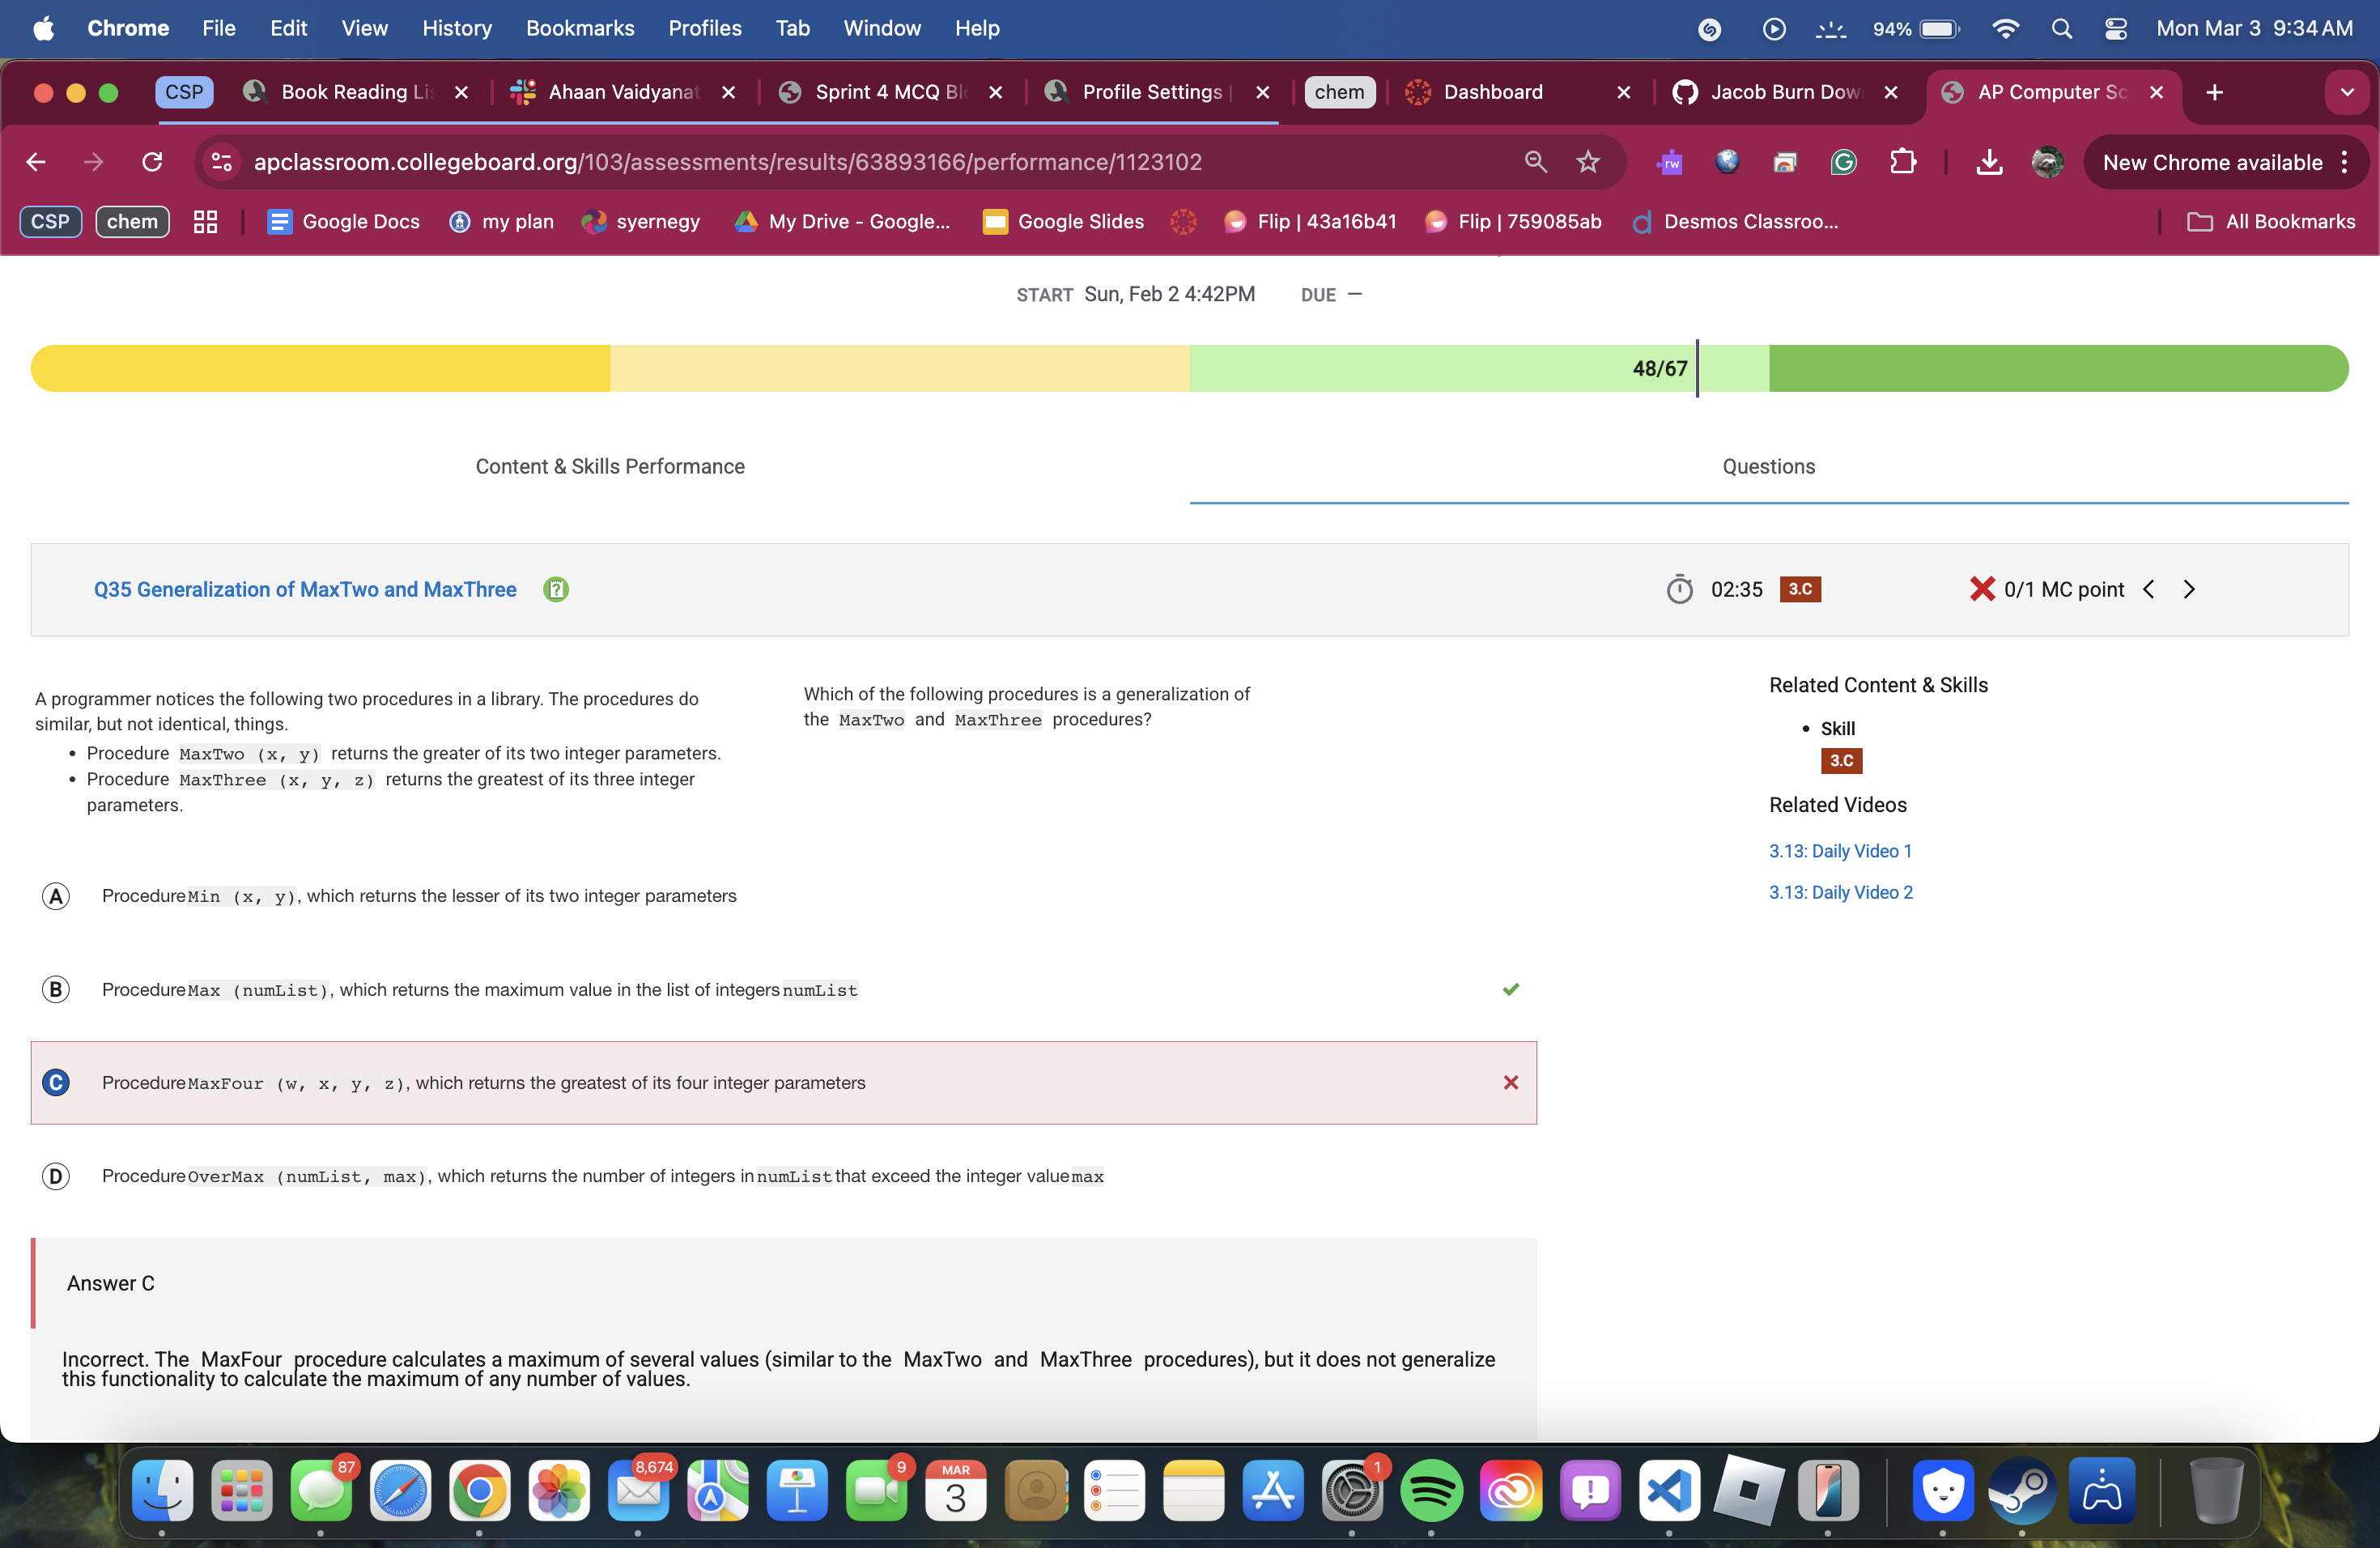 Chrome File Edit View History Bookmarks Profiles Tab Window Help 94% Mon Mar 3 9:34 AM
CSP Book Reading Lis Ahaan Vaidyanat Sprint 4 MCQ Blo Profile Settings | chem Dashboard Jacob Burn Dow AP Computer Sc
apclassroom.collegeboard.org/103/assessments/results/63893166/performance/1123102 rw New Chrome available
CSP chem Google Docs my plan syernegy My Drive - Google... Google Slides Flip | 43a16b41 Flip | 759085ab Desmos Classroo... All Bookmarks
START Sun, Feb 2 4:42PM DUE —
48/67
Content & Skills Performance Questions
Q35 Generalization of MaxTwo and MaxThree 02:35 3.C 0/1 MC point
A programmer notices the following two procedures in a library. The procedures do
similar, but not identical, things.
• Procedure MaxTwo (x, y) returns the greater of its two integer parameters.
• Procedure MaxThree (x, y, z) returns the greatest of its three integer
parameters.
Which of the following procedures is a generalization of
the MaxTwo and MaxThree procedures?
Related Content & Skills
• Skill
3.C
Related Videos
3.13: Daily Video 1
3.13: Daily Video 2
A Procedure Min (x, y), which returns the lesser of its two integer parameters
B Procedure Max (numList), which returns the maximum value in the list of integers numList
C Procedure MaxFour (w, x, y, z), which returns the greatest of its four integer parameters
D Procedure OverMax (numList, max), which returns the number of integers in numList that exceed the integer value max
Answer C
Incorrect. The MaxFour procedure calculates a maximum of several values (similar to the MaxTwo and MaxThree procedures), but it does not generalize
this functionality to calculate the maximum of any number of values.
87 8,674 9 MAR 3 1